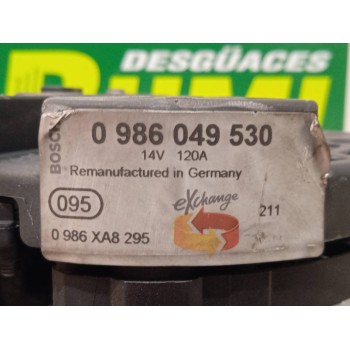 DESGÜACES
BOSCH
0 986 049 530
14V 120A
Remanufactured in Germany
095
eXchange
211
0 986 XA8 295